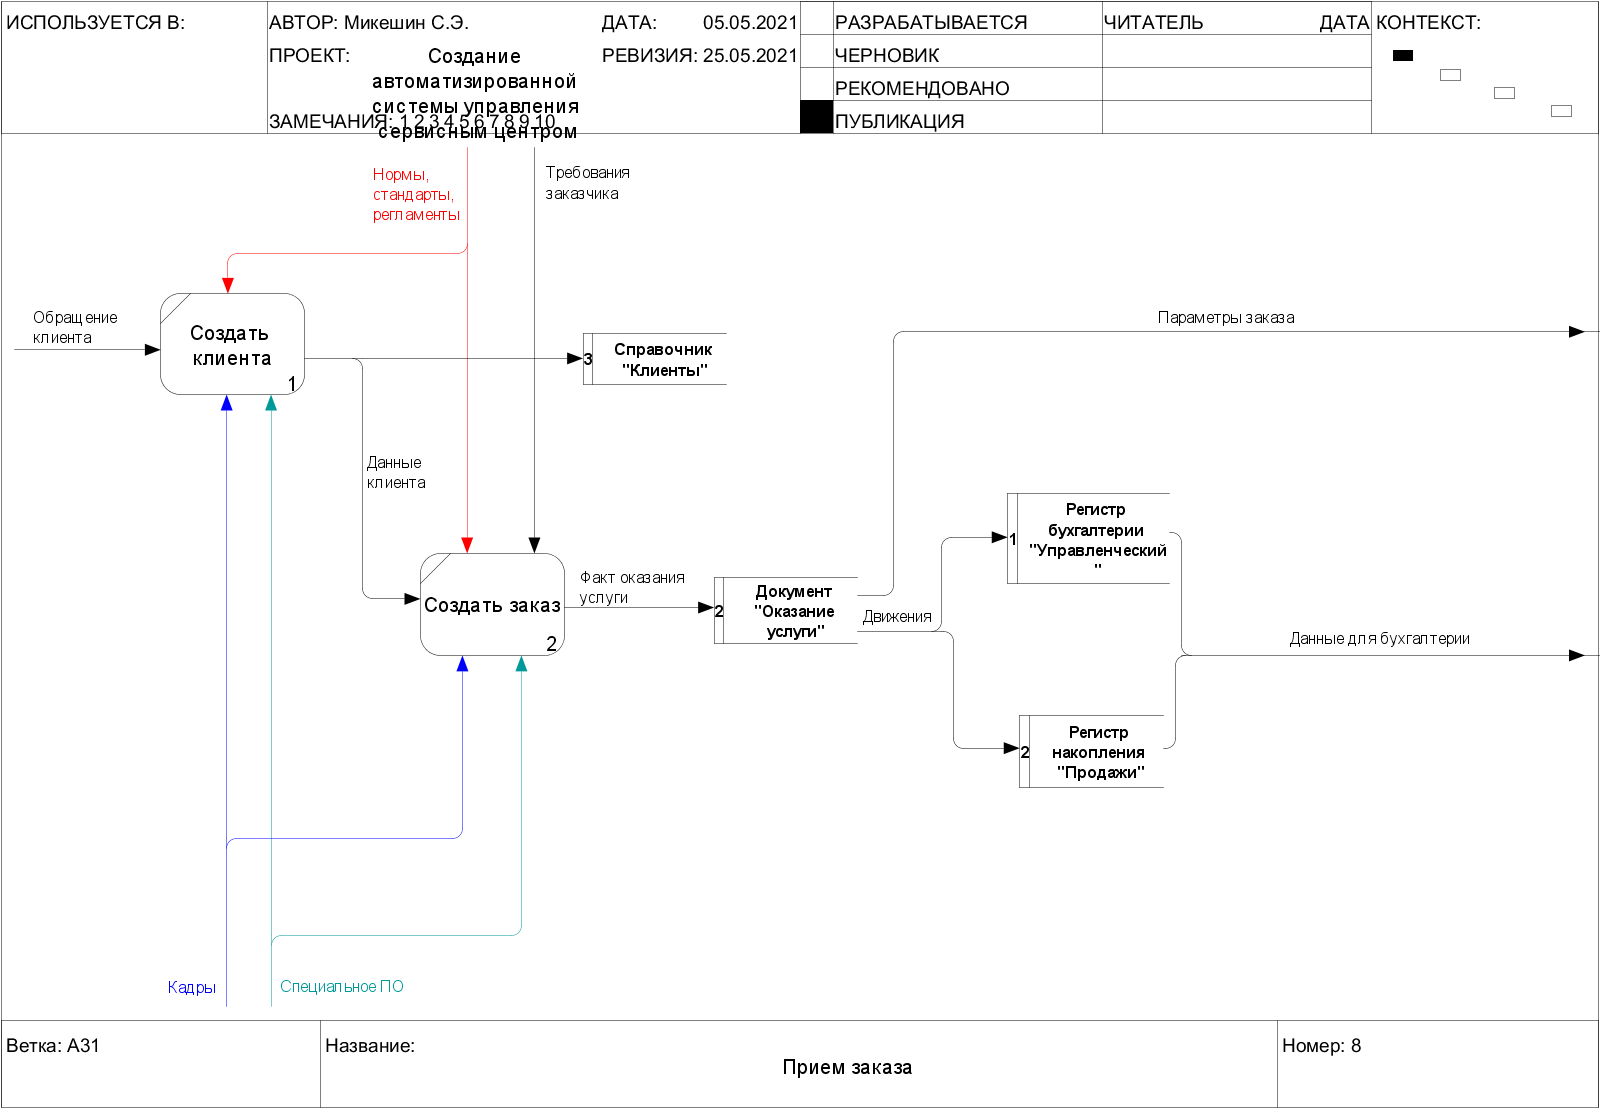 ИСПОЛЬЗУЕТСЯ В:
АВТОР: Микешин С.Э.
ДАТА: 05.05.2021
РАЗРАБАТЫВАЕТСЯ
ЧИТАТЕЛЬ
ДАТА
КОНТЕКСТ:
ПРОЕКТ:
Создание
автоматизированной
системы управления
сервисным центром
РЕВИЗИЯ: 25.05.2021
ЧЕРНОВИК
РЕКОМЕНДОВАНО
ЗАМЕЧАНИЯ: 1 2 3 4 5 6 7 8 9 10
ПУБЛИКАЦИЯ
Нормы,
стандарты,
регламенты
Требования
заказчика
Обращение
клиента
Создать
клиента
1
3
Справочник
"Клиенты"
Параметры заказа
Данные
клиента
Создать заказ
2
Факт оказания
услуги
2
Документ
"Оказание
услуги"
Движения
1
Регистр
бухгалтерии
"Управленческий
"
Данные для бухгалтерии
2
Регистр
накопления
"Продажи"
Кадры
Специальное ПО
Ветка: A31
Название:
Прием заказа
Номер: 8